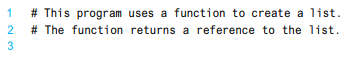 1 # This program uses a function to create a list.
2 # The function returns a reference to the list.
3